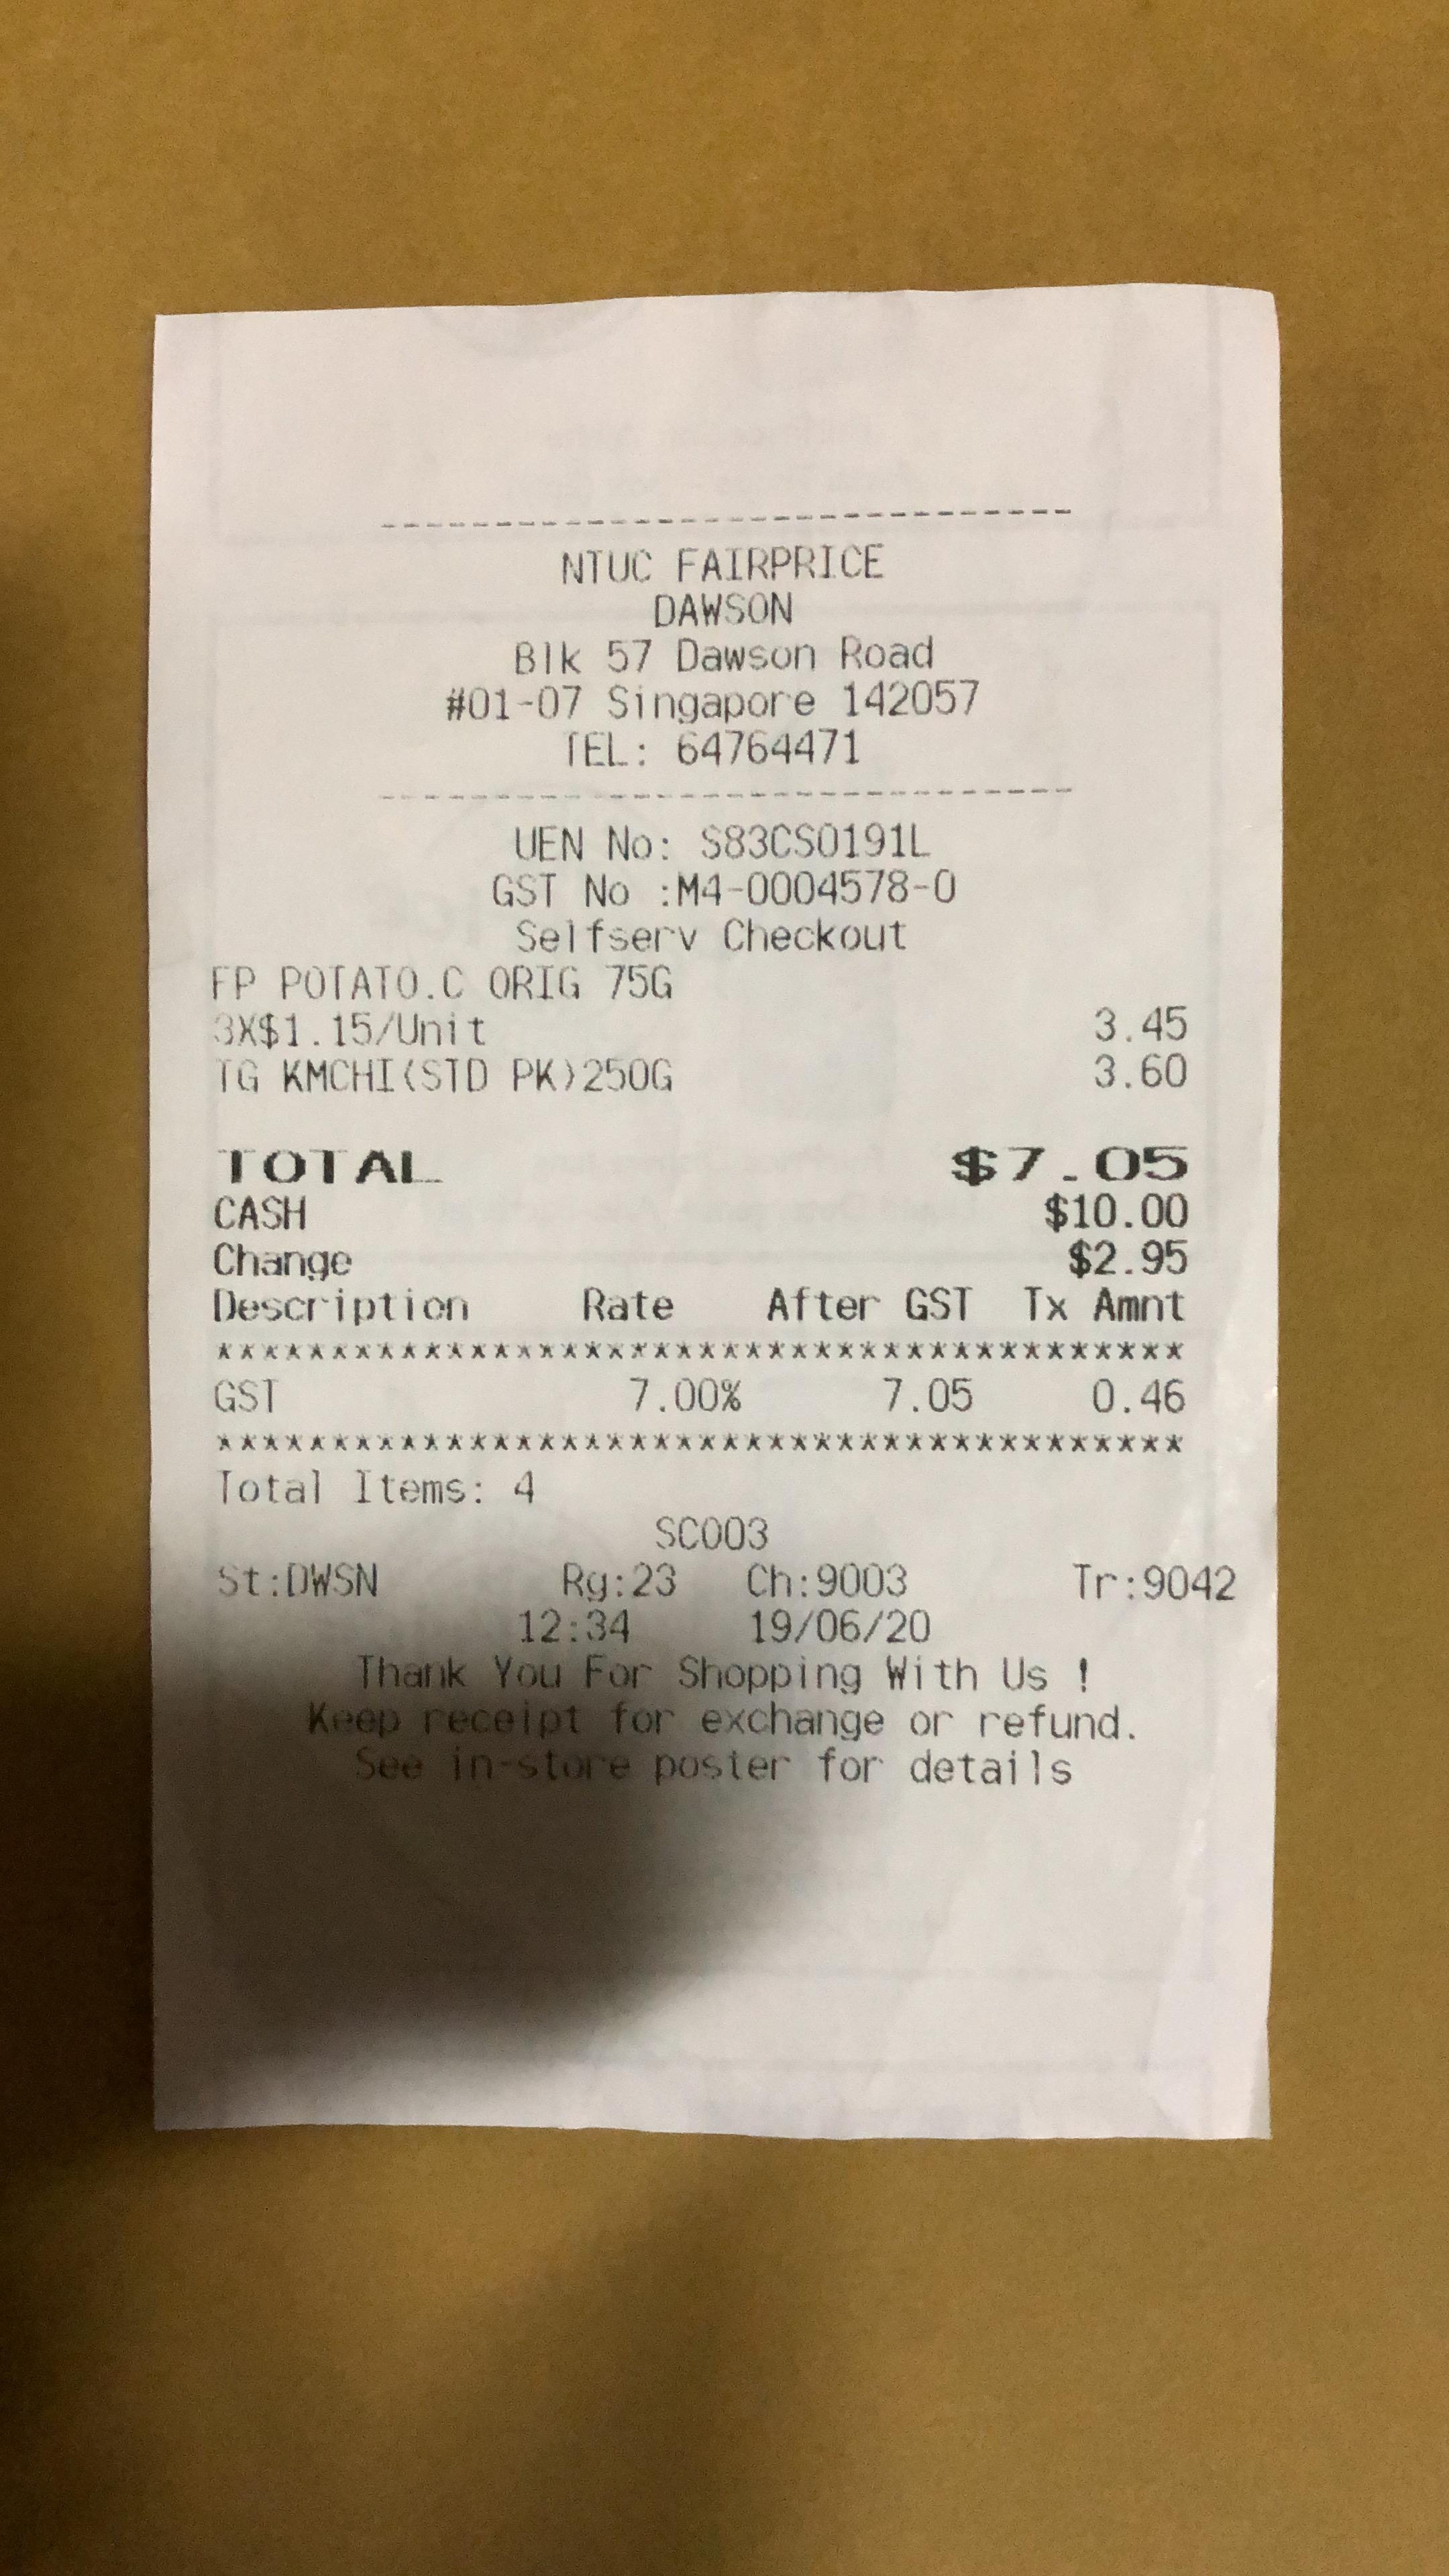 --------------------------------
NTUC FAIRPRICE
DAWSON
Blk 57 Dawson Road
#01-07 Singapore 142057
TEL: 64764471
--------------------------------
UEN No: S83CS0191L
GST No :M4-0004578-0
Selfserv Checkout
FP POTATO.C ORIG 75G
3X$1.15/Unit 3.45
TG KMCHI(STD PK)250G 3.60
TOTAL $7.05
CASH $10.00
Change $2.95
Description Rate After GST Tx Amnt
******************************************
GST 7.00% 7.05 0.46
******************************************
Total Items: 4
SC003
St:DWSN Rg:23 Ch:9003 Tr:9042
12:34 19/06/20
Thank You For Shopping With Us !
Keep receipt for exchange or refund.
See in-store poster for details